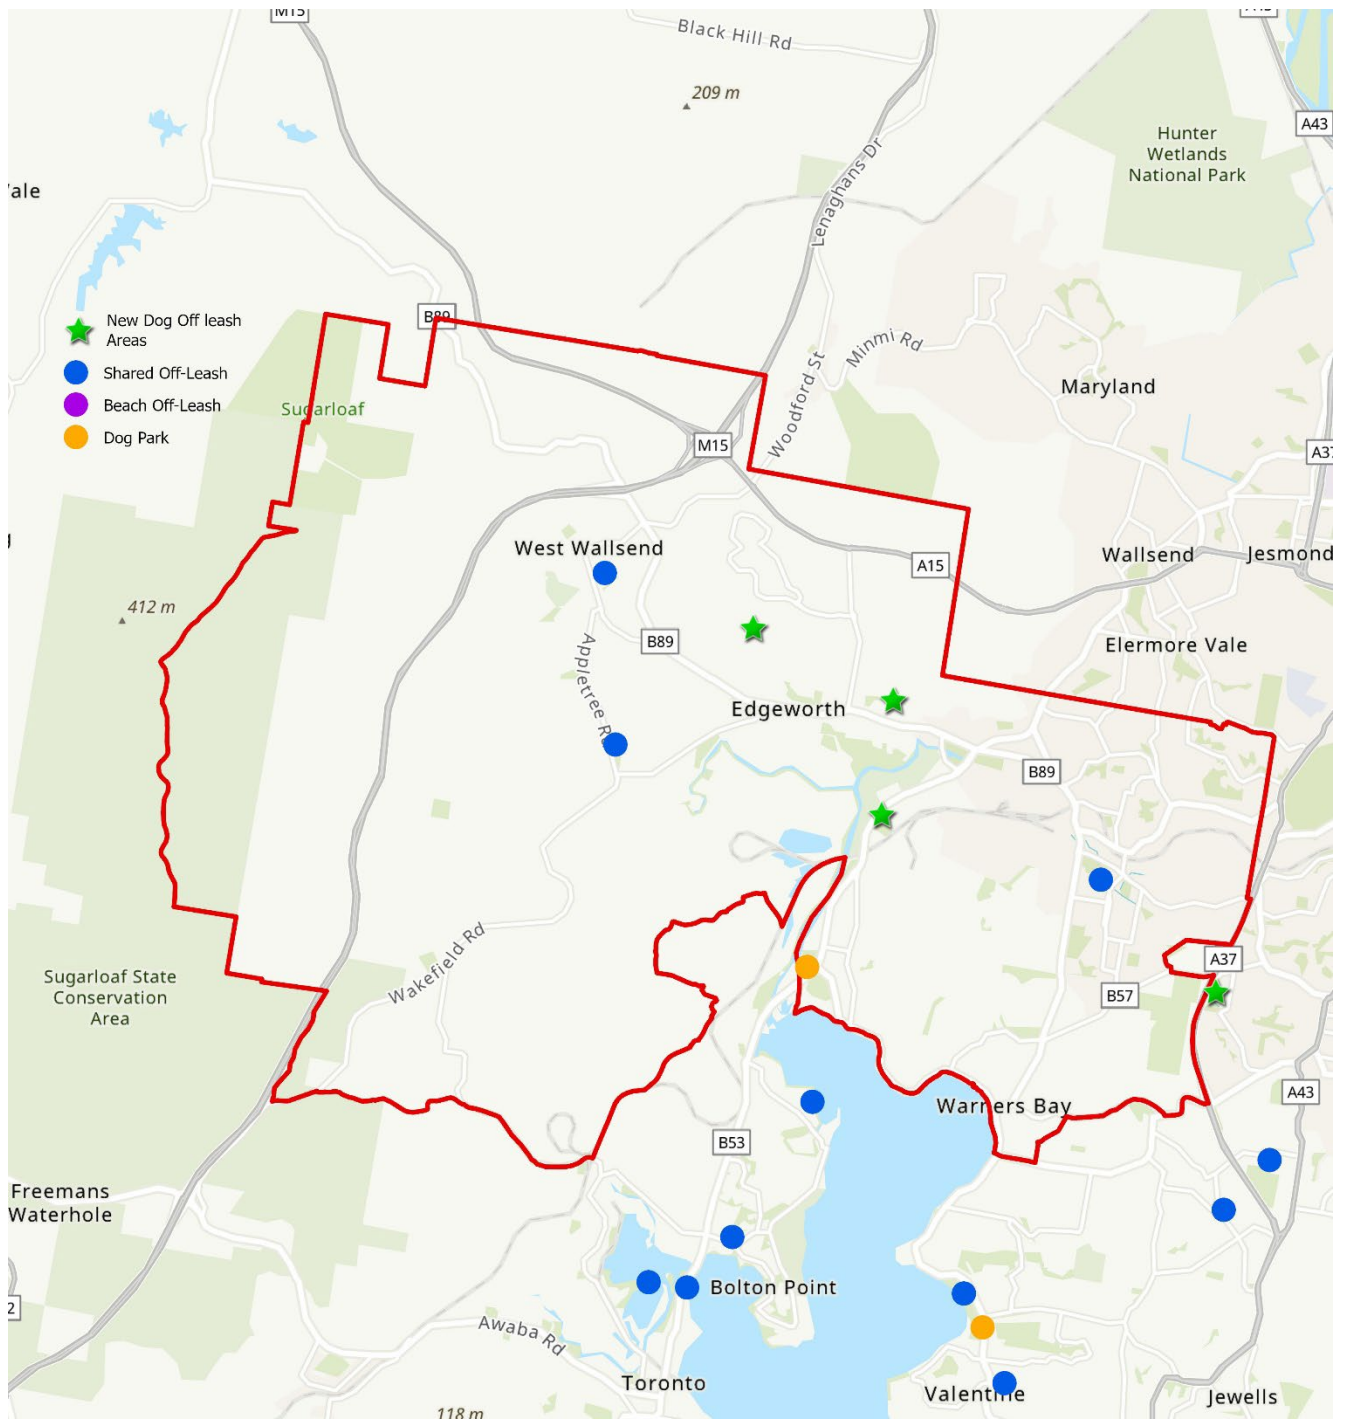 M15
Black Hill Rd
209 m
A43
Hunter
Wetlands
National Park
Lenaghans Dr
New Dog Off leash
Areas
Shared Off-Leash
Beach Off-Leash
Dog Park
B89
Sugarloaf
Minmi Rd
Woodford St
Maryland
M15
West Wallsend
A15
Wallsend
Jesmond
412 m
B89
Appletree Rd
Elermore Vale
Edgeworth
B89
Wakefield Rd
Sugarloaf State
Conservation
Area
A37
B57
Warners Bay
A43
B53
Freemans
Waterhole
Bolton Point
Awaba Rd
Toronto
Valentine
Jewells
118 m